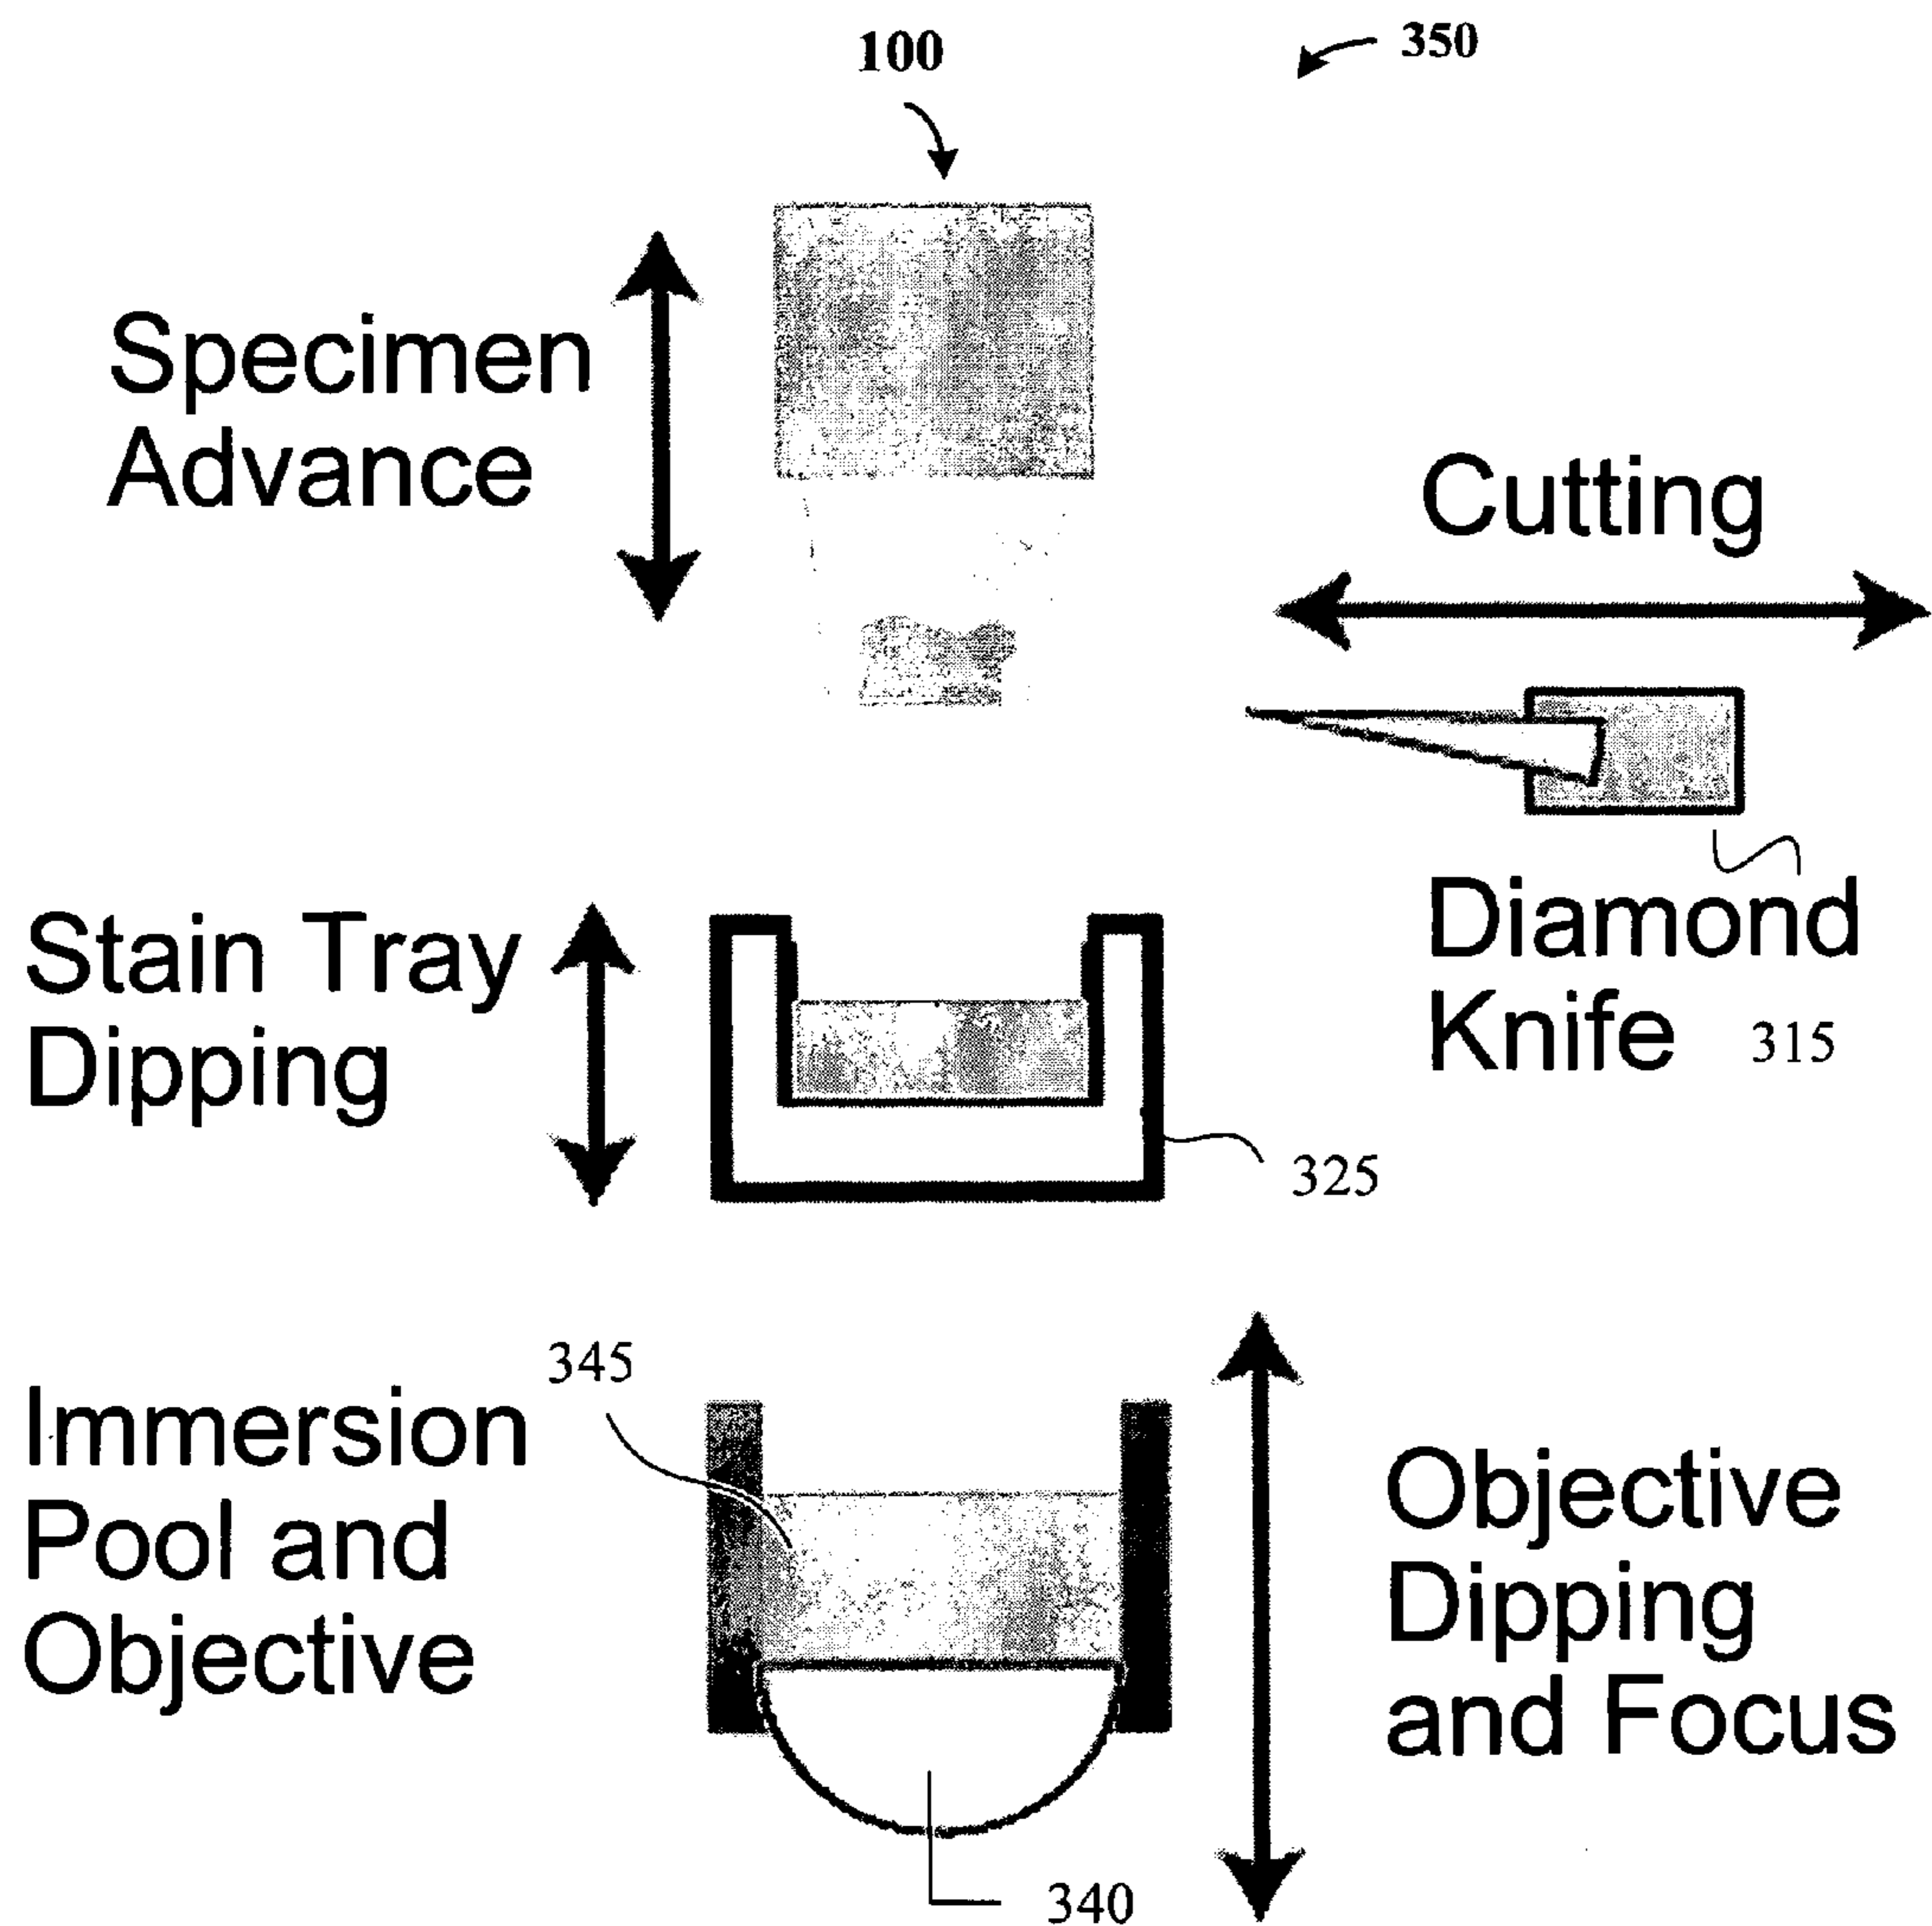 100
350
Specimen
Advance
Cutting
Diamond
Knife 315
Stain Tray
Dipping
325
345
Immersion
Pool and
Objective
Objective
Dipping
and Focus
340